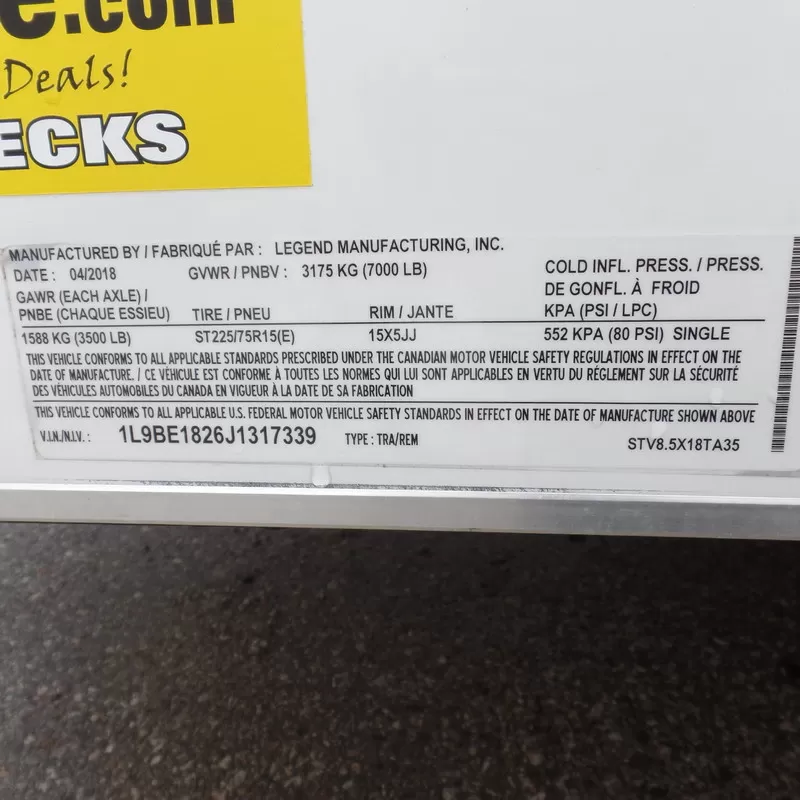 e.com
Deals!
ECKS
MANUFACTURED BY / FABRIQUÉ PAR : LEGEND MANUFACTURING, INC.
DATE : 04/2018 GVWR / PNBV : 3175 KG (7000 LB)
COLD INFL. PRESS. / PRESS.
DE GONFL. À FROID
GAWR (EACH AXLE) /
PNBE (CHAQUE ESSIEU) TIRE / PNEU RIM / JANTE KPA (PSI / LPC)
1588 KG (3500 LB) ST225/75R15(E) 15X5JJ 552 KPA (80 PSI) SINGLE
THIS VEHICLE CONFORMS TO ALL APPLICABLE STANDARDS PRESCRIBED UNDER THE CANADIAN MOTOR VEHICLE SAFETY REGULATIONS IN EFFECT ON THE
DATE OF MANUFACTURE. / CE VÉHICULE EST CONFORME À TOUTES LES NORMES QUI LUI SONT APPLICABLES EN VERTU DU RÉGLEMENT SUR LA SÉCURITÉ
DES VÉHICULES AUTOMOBILES DU CANADA EN VIGUEUR À LA DATE DE SA FABRICATION
THIS VEHICLE CONFORMS TO ALL APPLICABLE U.S. FEDERAL MOTOR VEHICLE SAFETY STANDARDS IN EFFECT ON THE DATE OF MANUFACTURE SHOWN ABOVE
V.I.N./N.I.V. : 1L9BE1826J1317339 TYPE : TRA/REM STV8.5X18TA35